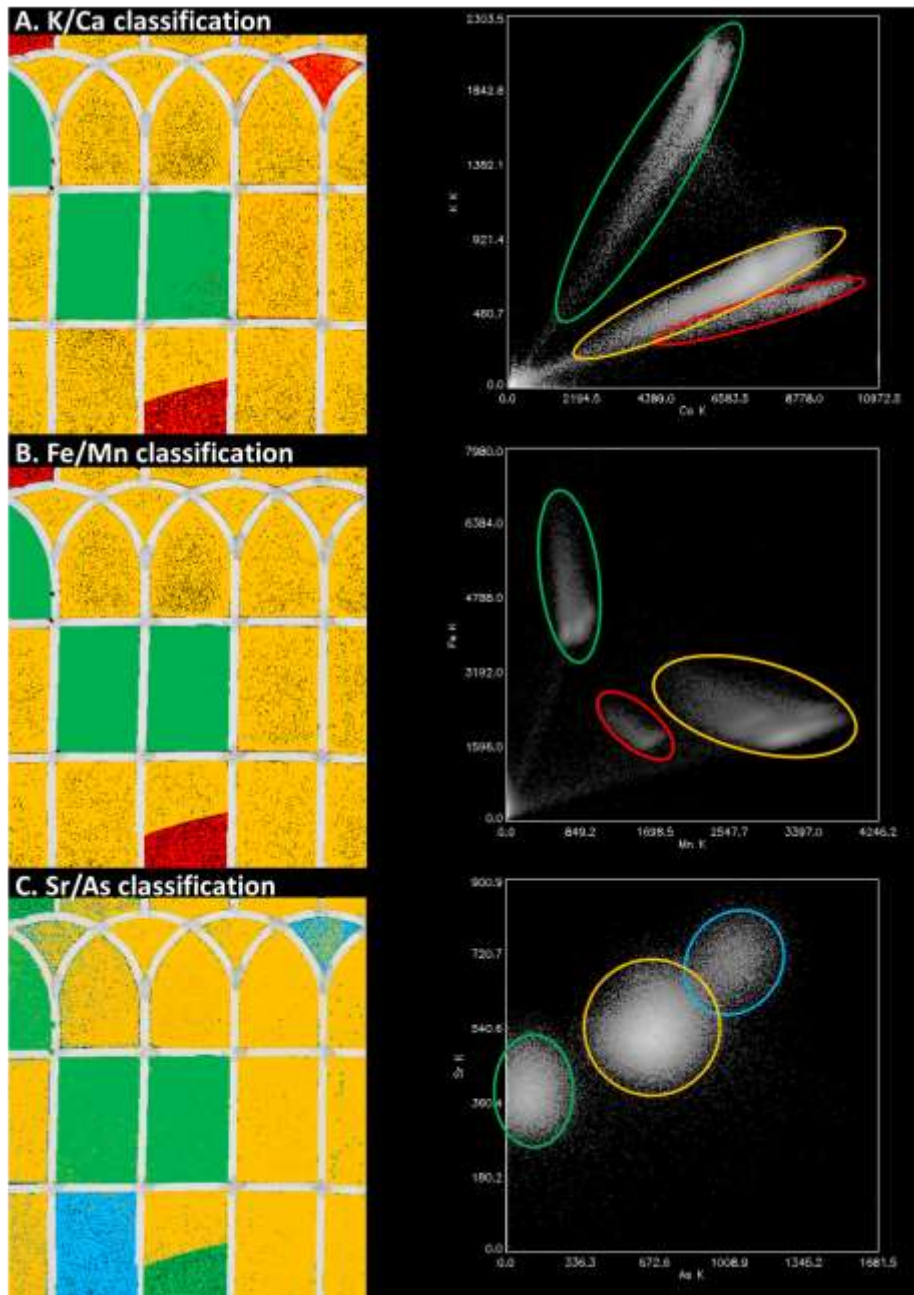 A. K/Ca classification
2303.5
1842.8
1382.1
921.4
460.7
0.0
K K
0.0 2194.5 4389.0 6583.5 8778.0 10972.5
Ca K
B. Fe/Mn classification
7980.0
6384.0
4788.0
3192.0
1596.0
0.0
Fe K
0.0 849.2 1698.5 2547.7 3397.0 4246.2
Mn K
C. Sr/As classification
900.9
720.7
540.6
360.4
180.2
0.0
Sr K
0.0 336.3 672.6 1008.9 1345.2 1681.5
As K